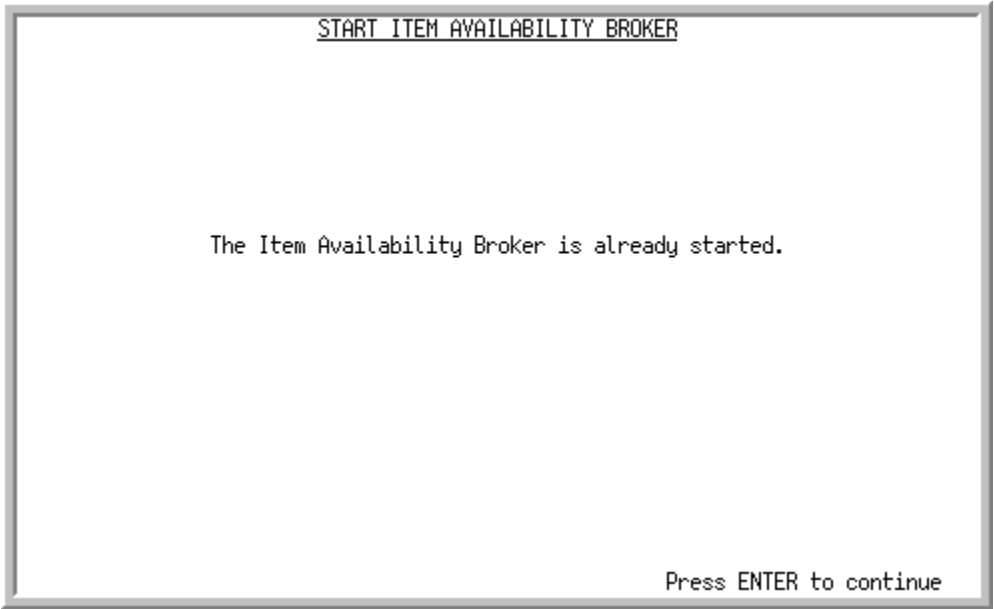 START ITEM AVAILABILITY BROKER
The Item Availability Broker is already started.
Press ENTER to continue